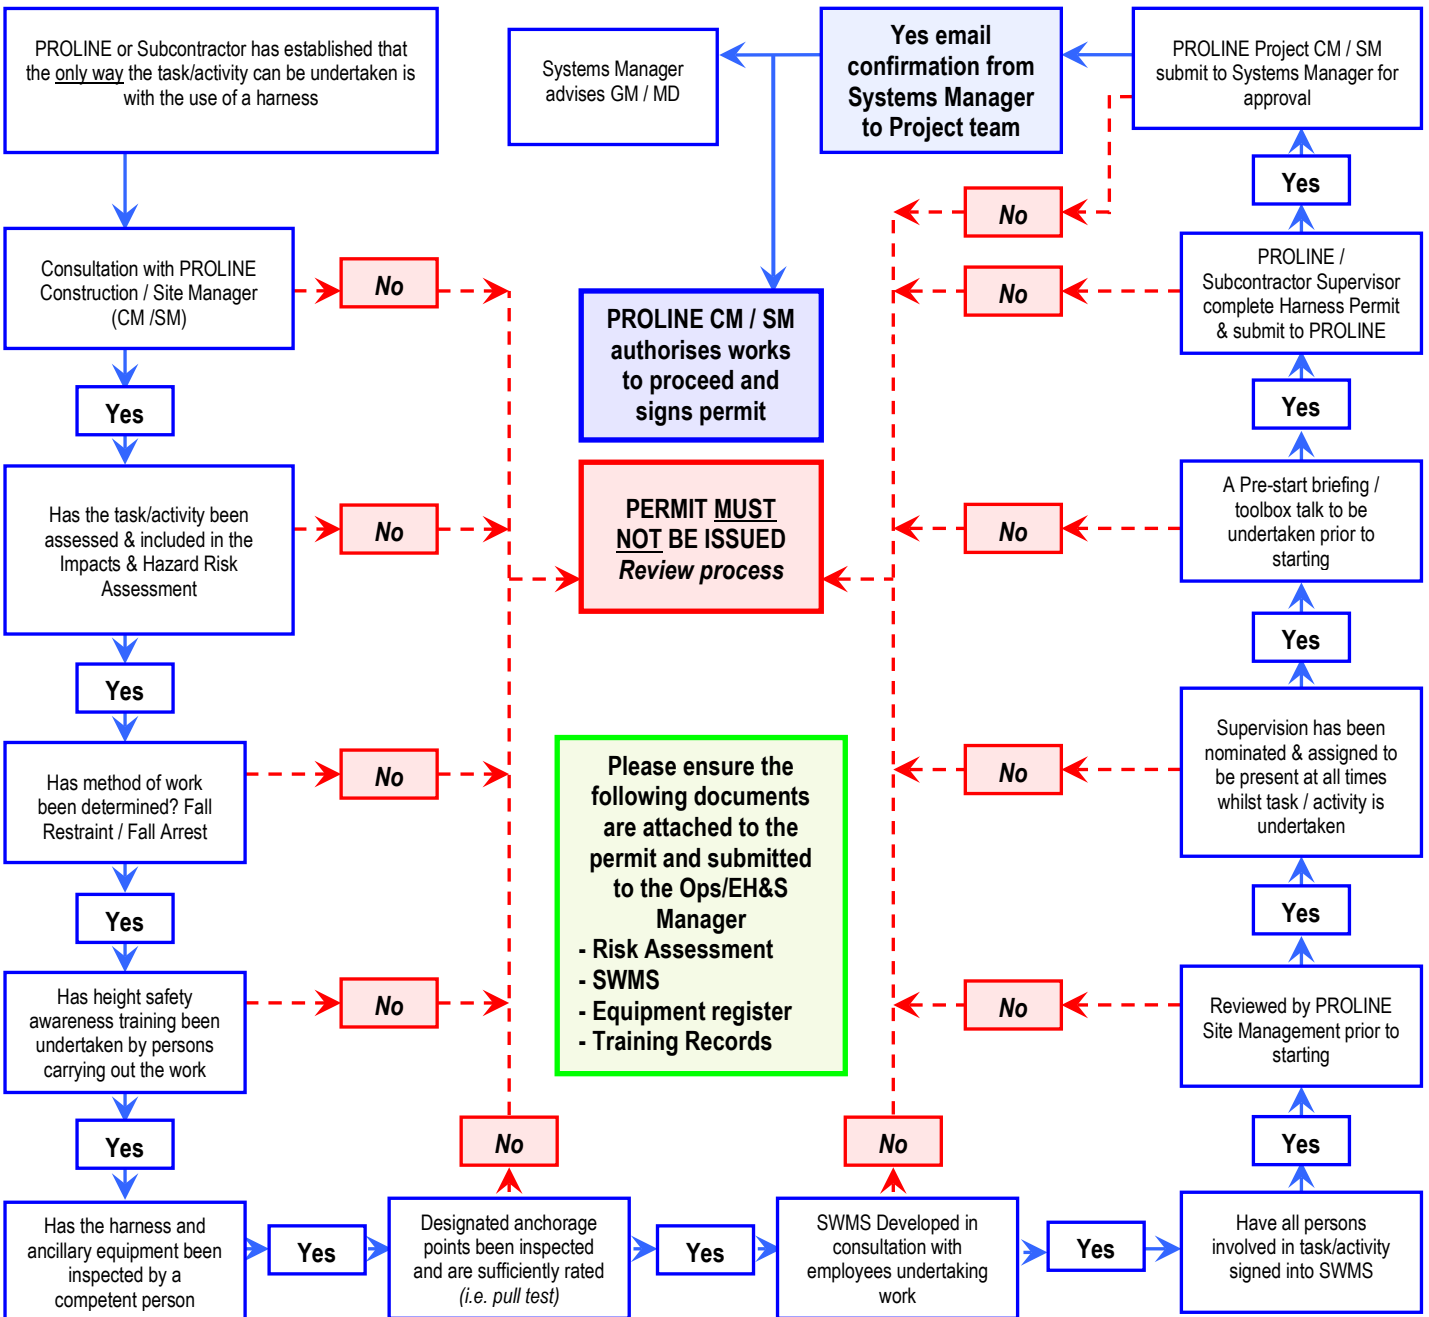 PROLINE or Subcontractor has established that
the only way the task/activity can be undertaken is
with the use of a harness
Systems Manager
advises GM / MD
Yes email
confirmation from
Systems Manager
to Project team
PROLINE Project CM / SM
submit to Systems Manager for
approval
Yes
No
Consultation with PROLINE
Construction / Site Manager
(CM /SM)
No
PROLINE CM / SM
authorises works
to proceed and
signs permit
No
PROLINE /
Subcontractor Supervisor
complete Harness Permit
& submit to PROLINE
Yes
Yes
Has the task/activity been
assessed & included in the
Impacts & Hazard Risk
Assessment
No
PERMIT MUST
NOT BE ISSUED
Review process
No
A Pre-start briefing /
toolbox talk to be
undertaken prior to
starting
Yes
Yes
Has method of work
been determined? Fall
Restraint / Fall Arrest
No
Please ensure the
following documents
are attached to the
permit and submitted
to the Ops/EH&S
Manager
- Risk Assessment
- SWMS
- Equipment register
- Training Records
No
Supervision has been
nominated & assigned to
be present at all times
whilst task / activity is
undertaken
Yes
Yes
Has height safety
awareness training been
undertaken by persons
carrying out the work
No
No
Reviewed by PROLINE
Site Management prior to
starting
Yes
No
No
Yes
Has the harness and
ancillary equipment been
inspected by a
competent person
Yes
Designated anchorage
points been inspected
and are sufficiently rated
(i.e. pull test)
Yes
SWMS Developed in
consultation with
employees undertaking
work
Yes
Have all persons
involved in task/activity
signed into SWMS